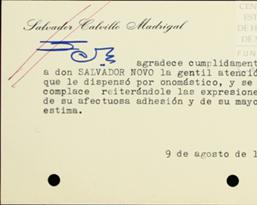 Salvador Calvillo Madrigal
agradece cumplidament
a don SALVADOR NOVO la gentil atenció
que le dispensó por onomástico, y se
complace reiterándole las expresione
de su afectuosa adhesión y de su mayo
estima.
9 de agosto de 1